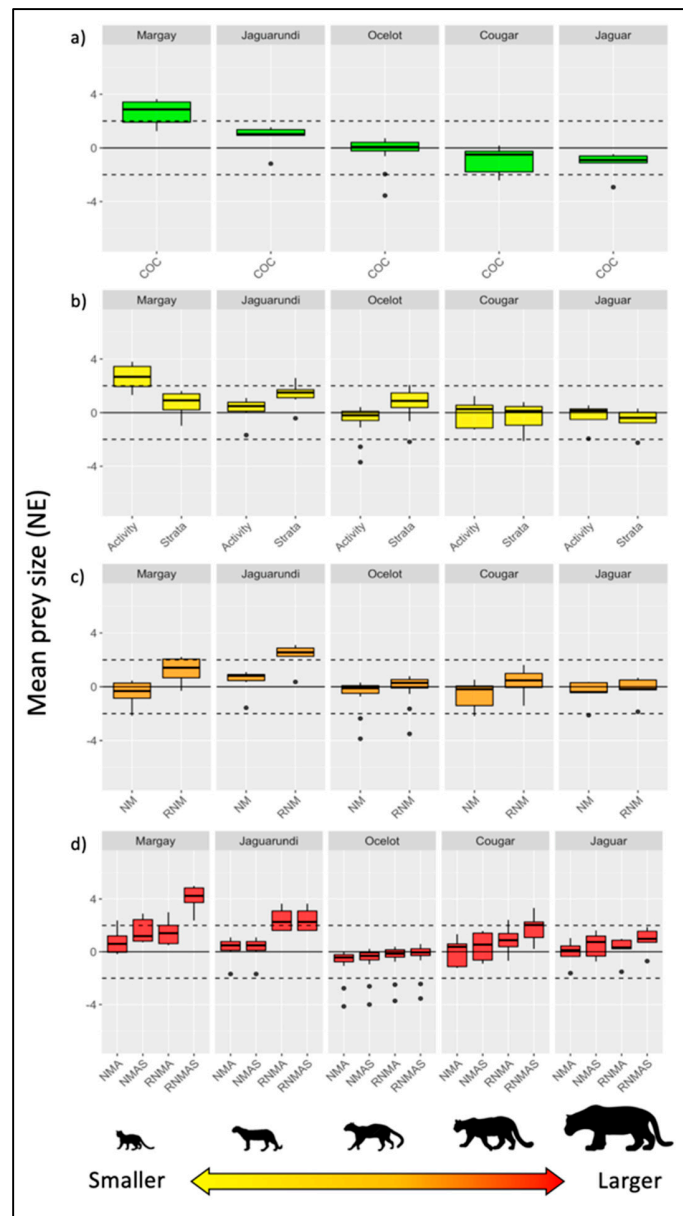 a)
Margay Jaguarundi Ocelot Cougar Jaguar
4
0
-4
COC COC COC COC COC
b)
Margay Jaguarundi Ocelot Cougar Jaguar
4
0
-4
Activity Strata Activity Strata Activity Strata Activity Strata Activity Strata
Mean prey size (NE)
c)
Margay Jaguarundi Ocelot Cougar Jaguar
4
0
-4
NM RNM NM RNM NM RNM NM RNM NM RNM
d)
Margay Jaguarundi Ocelot Cougar Jaguar
4
0
-4
NMA NMAS RNMA RNMAS NMA NMAS RNMA RNMAS NMA NMAS RNMA RNMAS NMA NMAS RNMA RNMAS NMA NMAS RNMA RNMAS
Smaller Larger